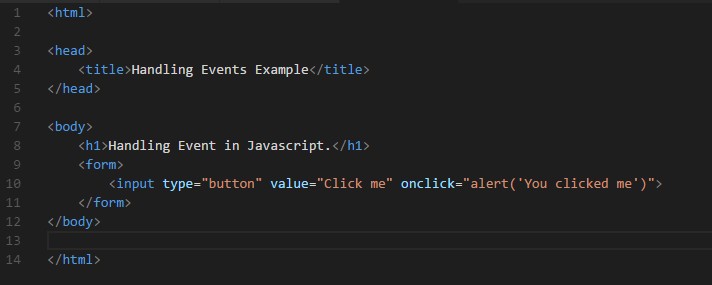 1 <html>
2
3 <head>
4 <title>Handling Events Example</title>
5 </head>
6
7 <body>
8 <h1>Handling Event in Javascript.</h1>
9 <form>
10 <input type="button" value="Click me" onclick="alert('You clicked me')">
11 </form>
12 </body>
13
14 </html>